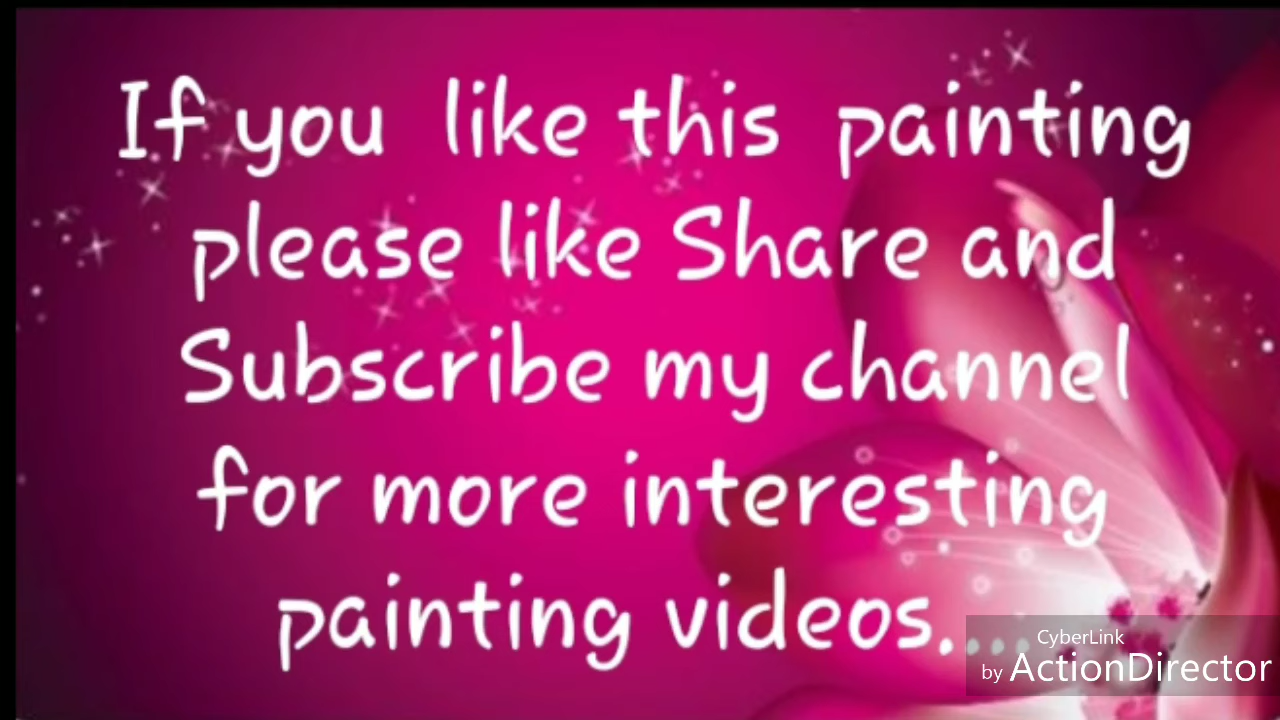 If you like this painting
please like Share and
Subscribe my channel
for more interesting
painting videos.....
CyberLink
by ActionDirector